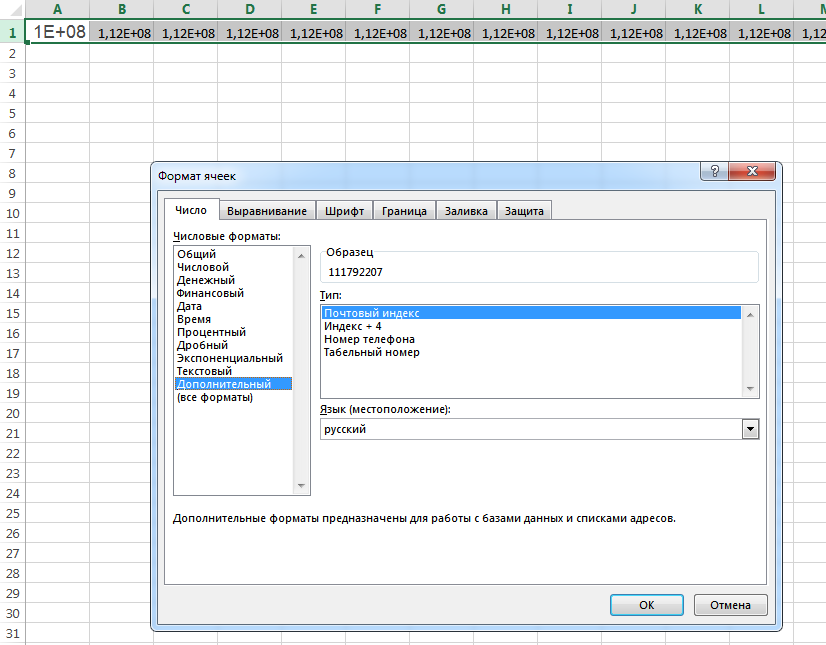 A B C D E F G H I J K L M
1 1E+08 1,12E+08 1,12E+08 1,12E+08 1,12E+08 1,12E+08 1,12E+08 1,12E+08 1,12E+08 1,12E+08 1,12E+08 1,12E+08 1,12
2
3
4
5
6
7
8
9
10
11
12
13
14
15
16
17
18
19
20
21
22
23
24
25
26
27
28
29
30
31
Формат ячеек
Число Выравнивание Шрифт Граница Заливка Защита
Числовые форматы:
Общий
Числовой
Денежный
Финансовый
Дата
Время
Процентный
Дробный
Экспоненциальный
Текстовый
Дополнительный
(все форматы)
Образец
111792207
Тип:
Почтовый индекс
Индекс + 4
Номер телефона
Табельный номер
Язык (местоположение):
русский
Дополнительные форматы предназначены для работы с базами данных и списками адресов.
ОК Отмена